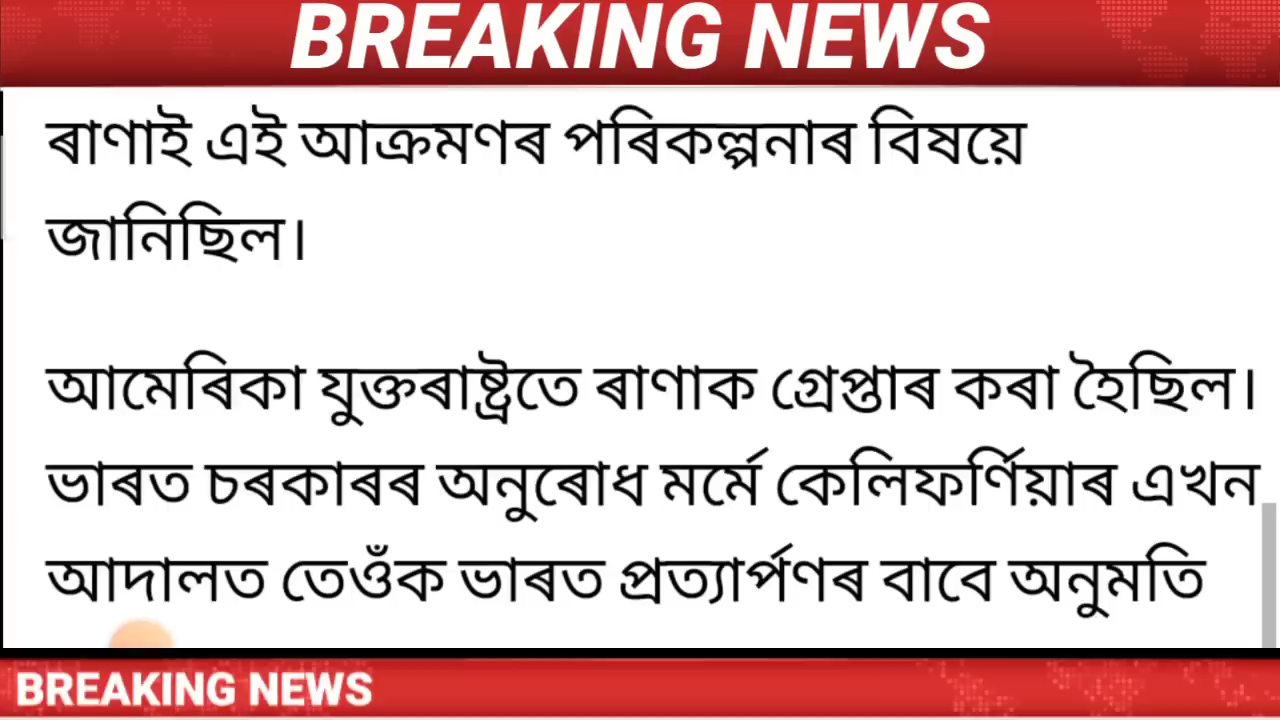 BREAKING NEWS
ৰাণাই এই আক্ৰমণৰ পৰিকল্পনাৰ বিষয়ে
জানিছিল।
আমেৰিকা যুক্তৰাষ্ট্ৰতে ৰাণাক গ্ৰেপ্তাৰ কৰা হৈছিল।
ভাৰত চৰকাৰৰ অনুৰোধ মৰ্মে কেলিফৰ্ণিয়াৰ এখন
আদালত তেওঁক ভাৰত প্ৰত্যাৰ্পণৰ বাবে অনুমতি
BREAKING NEWS